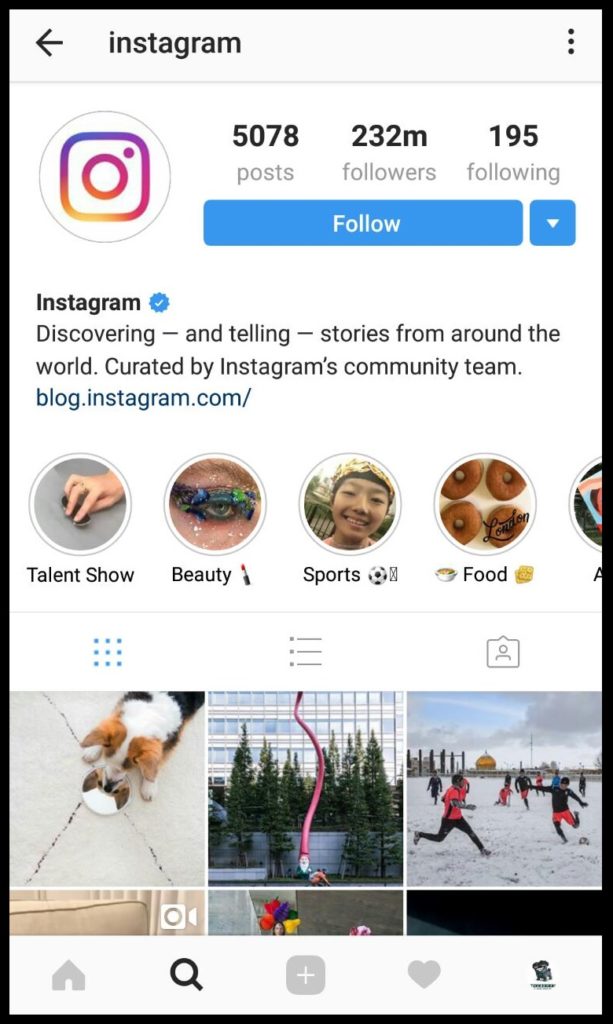 instagram
5078 232m 195
posts followers following
Follow
Instagram
Discovering — and telling — stories from around the
world. Curated by Instagram’s community team.
blog.instagram.com/
London
Talent Show Beauty 💄 Sports ⚽ 🍲 Food